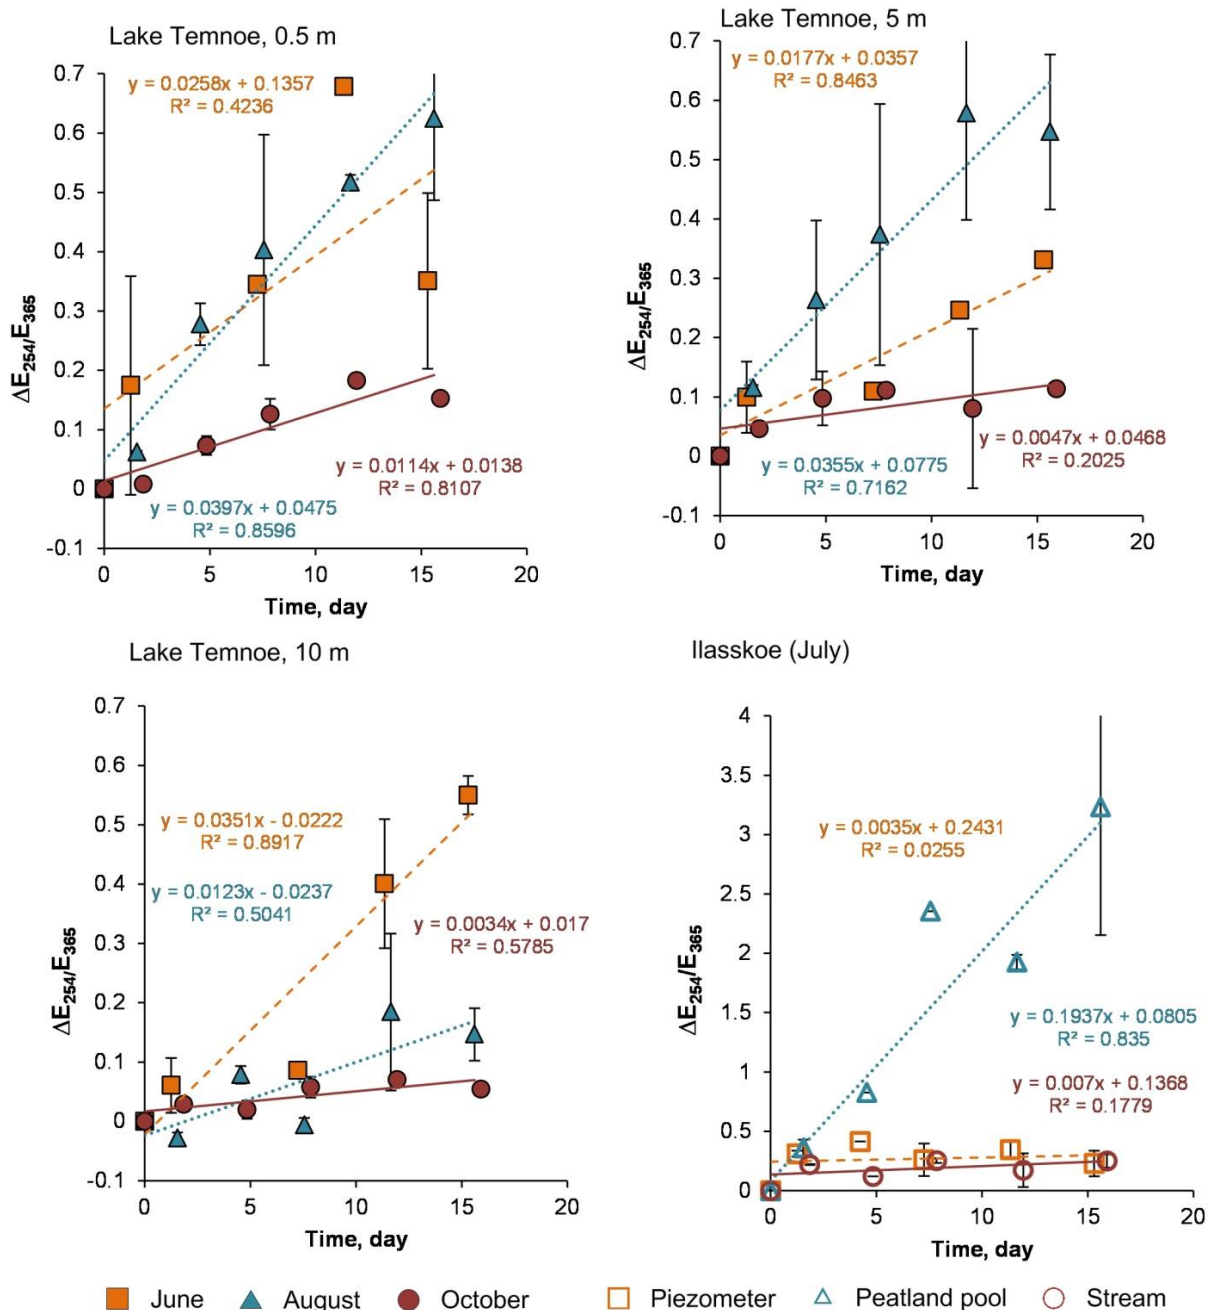 Lake Temnoe, 0.5 m
0.7
0.6
0.5
0.4
0.3
0.2
0.1
0
-0.1
ΔE254/E365
y = 0.0258x + 0.1357
R² = 0.4236
y = 0.0114x + 0.0138
R² = 0.8107
y = 0.0397x + 0.0475
R² = 0.8596
0 5 10 15 20
Time, day
Lake Temnoe, 5 m
0.7
0.6
0.5
0.4
0.3
0.2
0.1
0
-0.1
ΔE254/E365
y = 0.0177x + 0.0357
R² = 0.8463
y = 0.0047x + 0.0468
R² = 0.2025
y = 0.0355x + 0.0775
R² = 0.7162
0 5 10 15 20
Time, day
Lake Temnoe, 10 m
0.7
0.6
0.5
0.4
0.3
0.2
0.1
0
-0.1
ΔE254/E365
y = 0.0351x - 0.0222
R² = 0.8917
y = 0.0123x - 0.0237
R² = 0.5041
y = 0.0034x + 0.017
R² = 0.5785
0 5 10 15 20
Time, day
Ilasskoe (July)
4
3.5
3
2.5
2
1.5
1
0.5
0
ΔE254/E365
y = 0.0035x + 0.2431
R² = 0.0255
y = 0.1937x + 0.0805
R² = 0.835
y = 0.007x + 0.1368
R² = 0.1779
0 5 10 15 20
Time, day
June August October Piezometer Peatland pool Stream